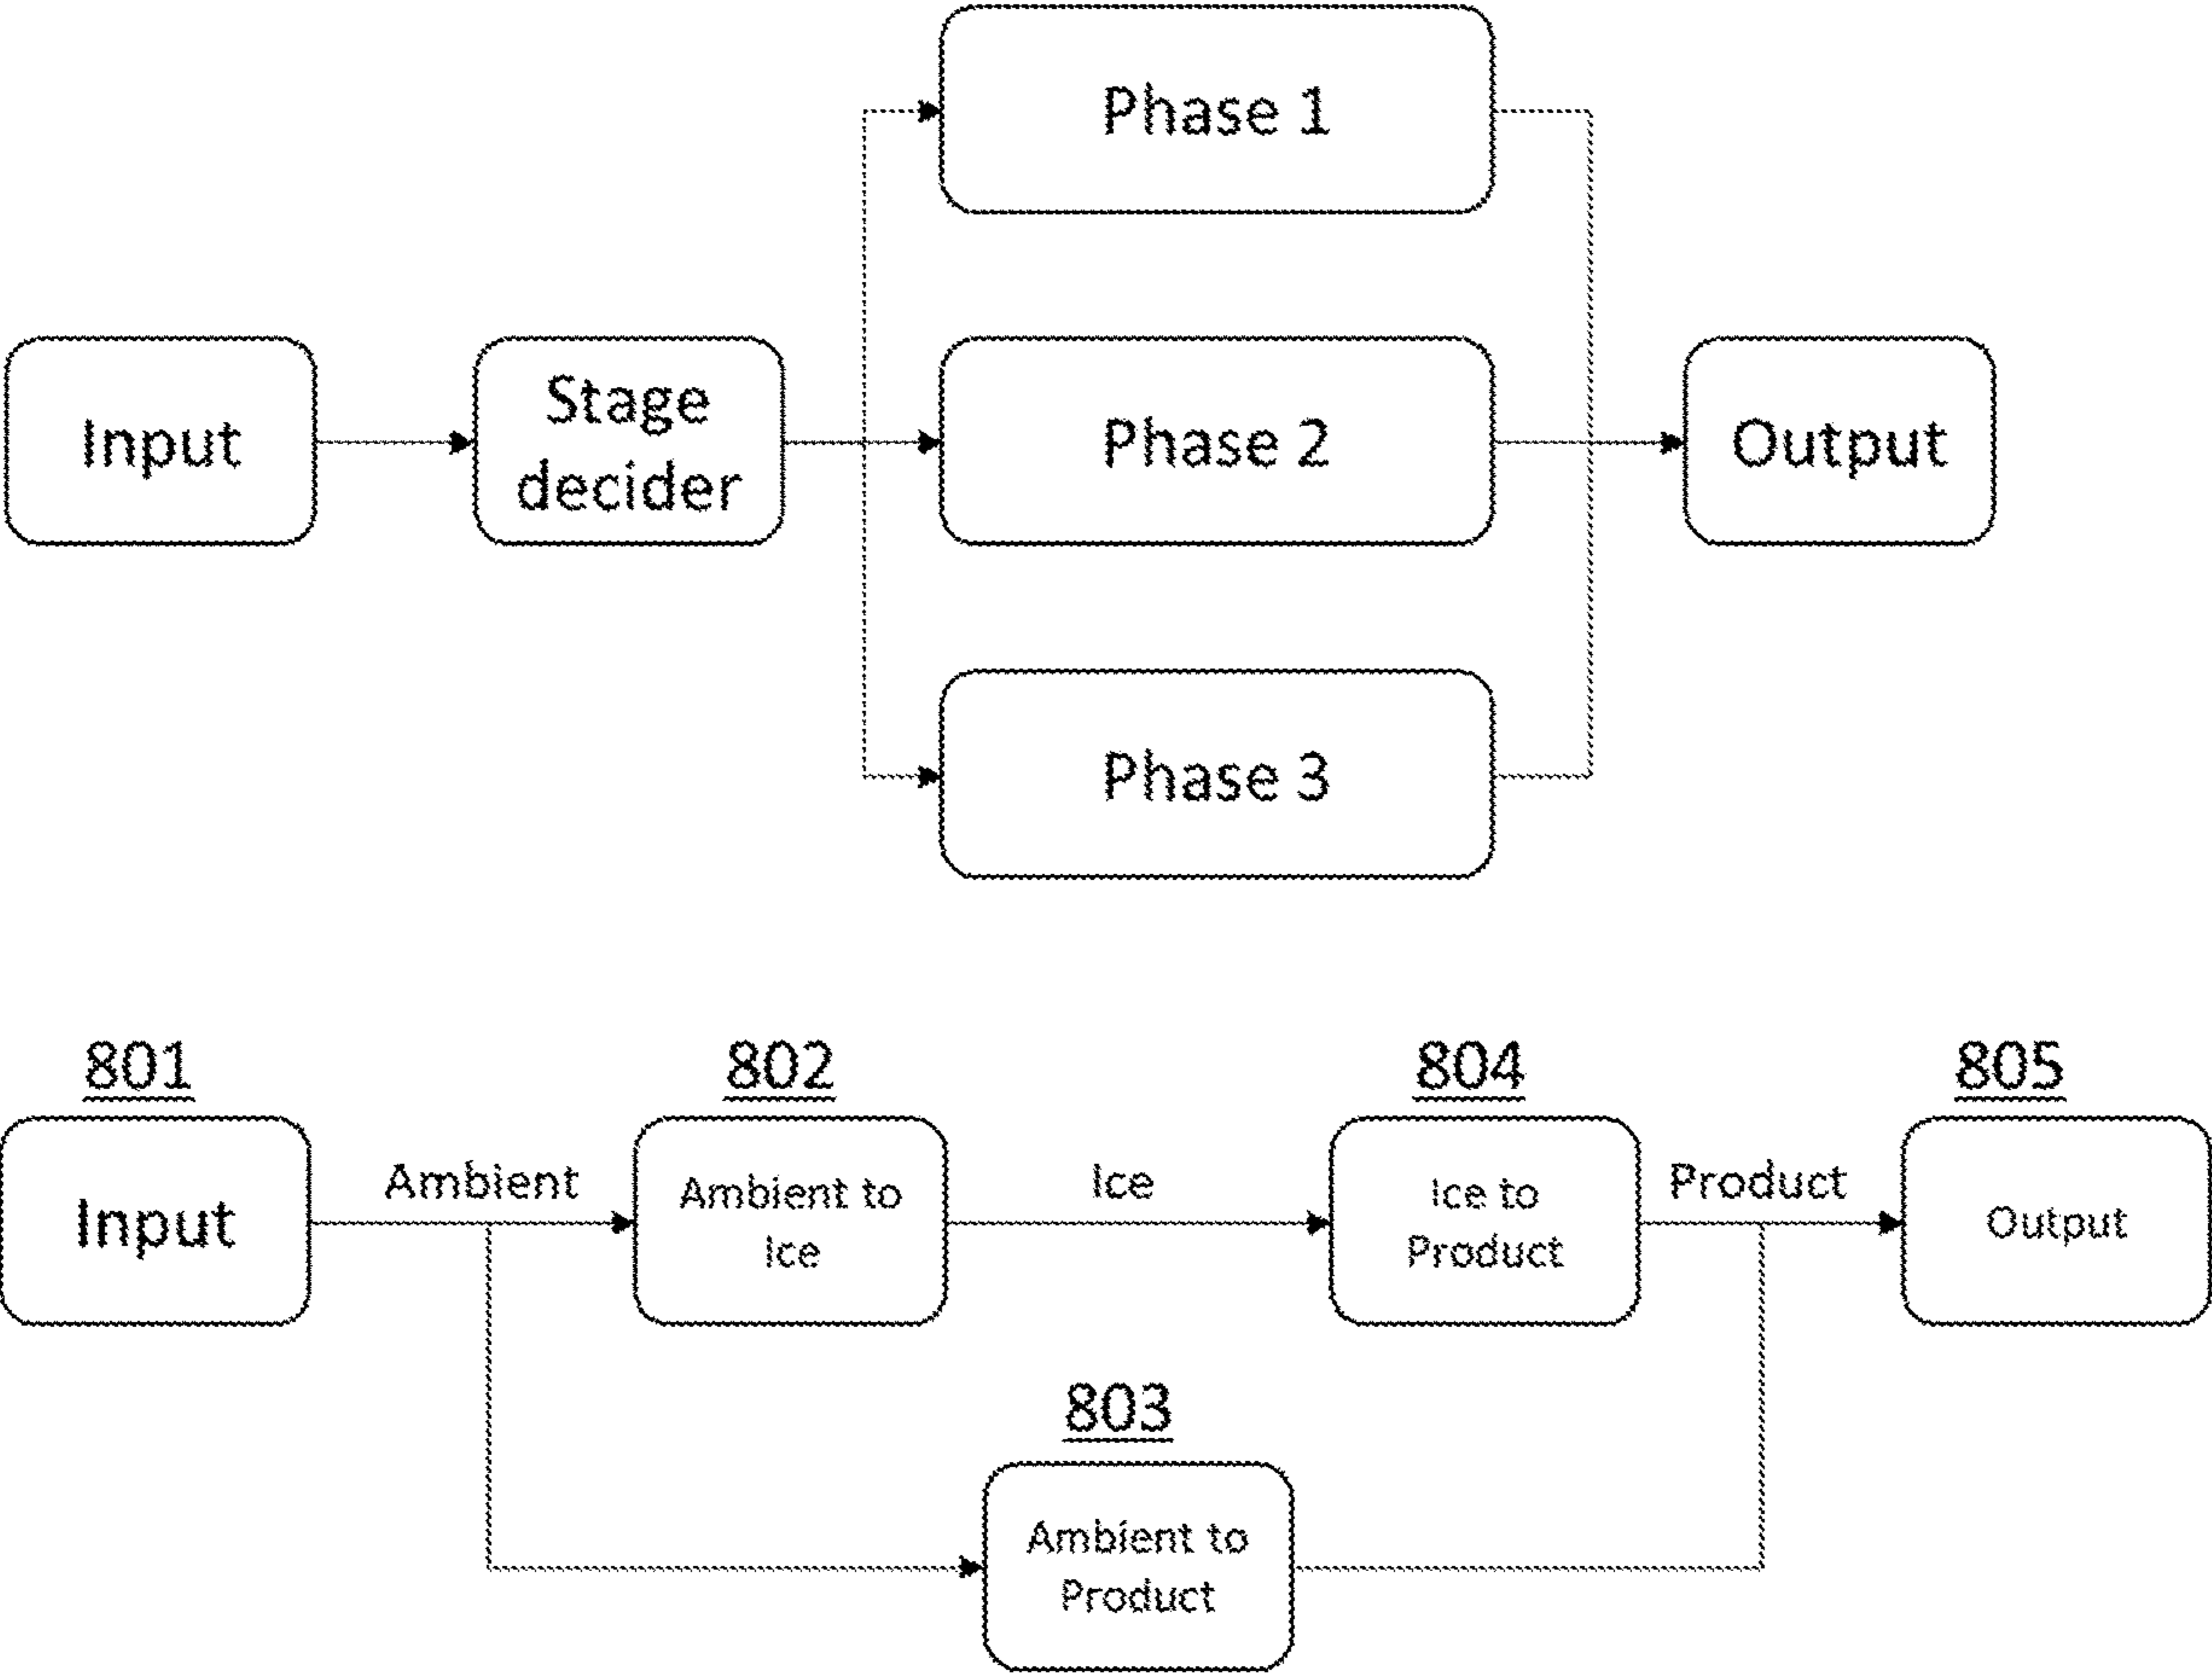 Phase 1
Input
Stage
decider
Phase 2
Output
Phase 3
801
802
804
805
Input
Ambient
Ambient to
Ice
Ice
Ice to
Product
Product
Output
803
Ambient to
Product